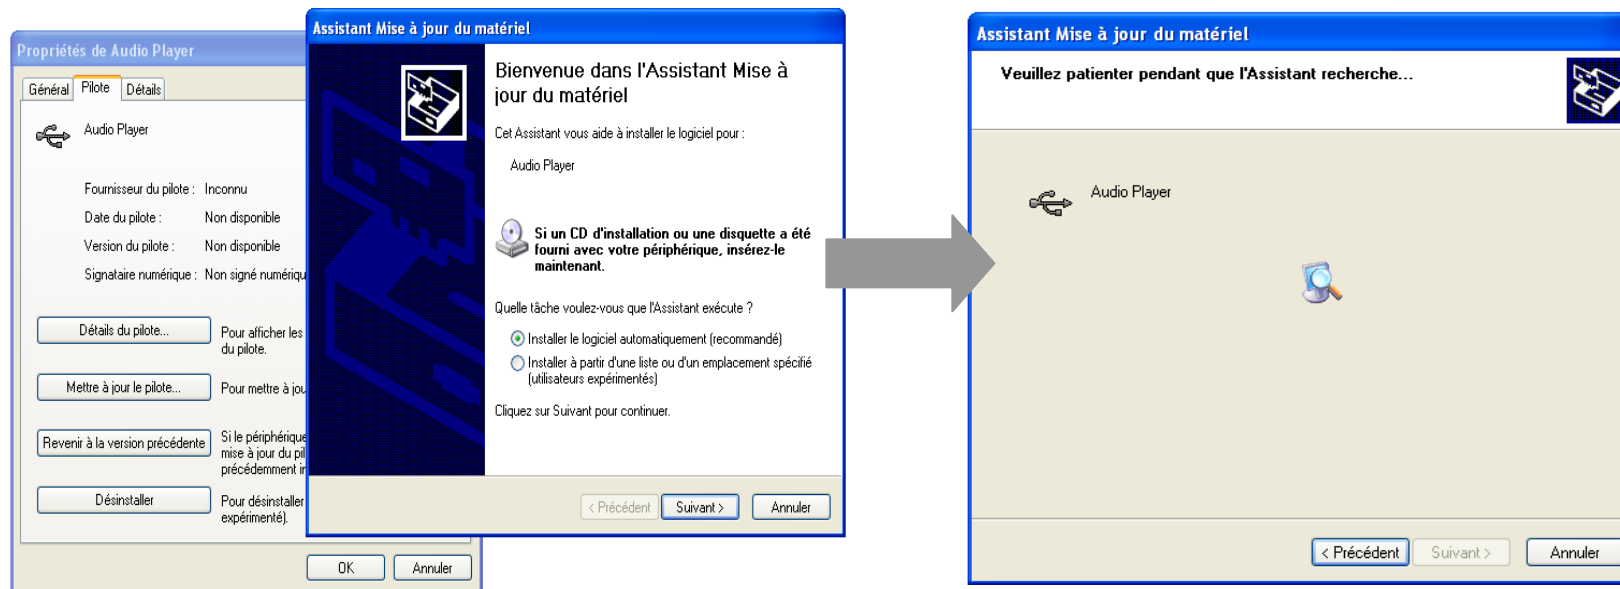 Propriétés de Audio Player
Général Pilote Détails
Audio Player
Fournisseur du pilote : Inconnu
Date du pilote : Non disponible
Version du pilote : Non disponible
Signataire numérique : Non signé numériqu
Détails du pilote...
Pour afficher les
du pilote.
Mettre à jour le pilote...
Pour mettre à jou
Revenir à la version précédente
Si le périphérique
mise à jour du pil
précédemment in
Désinstaller
Pour désinstaller
expérimenté).
OK Annuler
Assistant Mise à jour du matériel
Bienvenue dans l'Assistant Mise à
jour du matériel
Cet Assistant vous aide à installer le logiciel pour :
Audio Player
Si un CD d'installation ou une disquette a été
fourni avec votre périphérique, insérez-le
maintenant.
Quelle tâche voulez-vous que l'Assistant exécute ?
Installer le logiciel automatiquement (recommandé)
Installer à partir d'une liste ou d'un emplacement spécifié
(utilisateurs expérimentés)
Cliquez sur Suivant pour continuer.
< Précédent Suivant > Annuler
Assistant Mise à jour du matériel
Veuillez patienter pendant que l'Assistant recherche...
Audio Player
< Précédent Suivant > Annuler